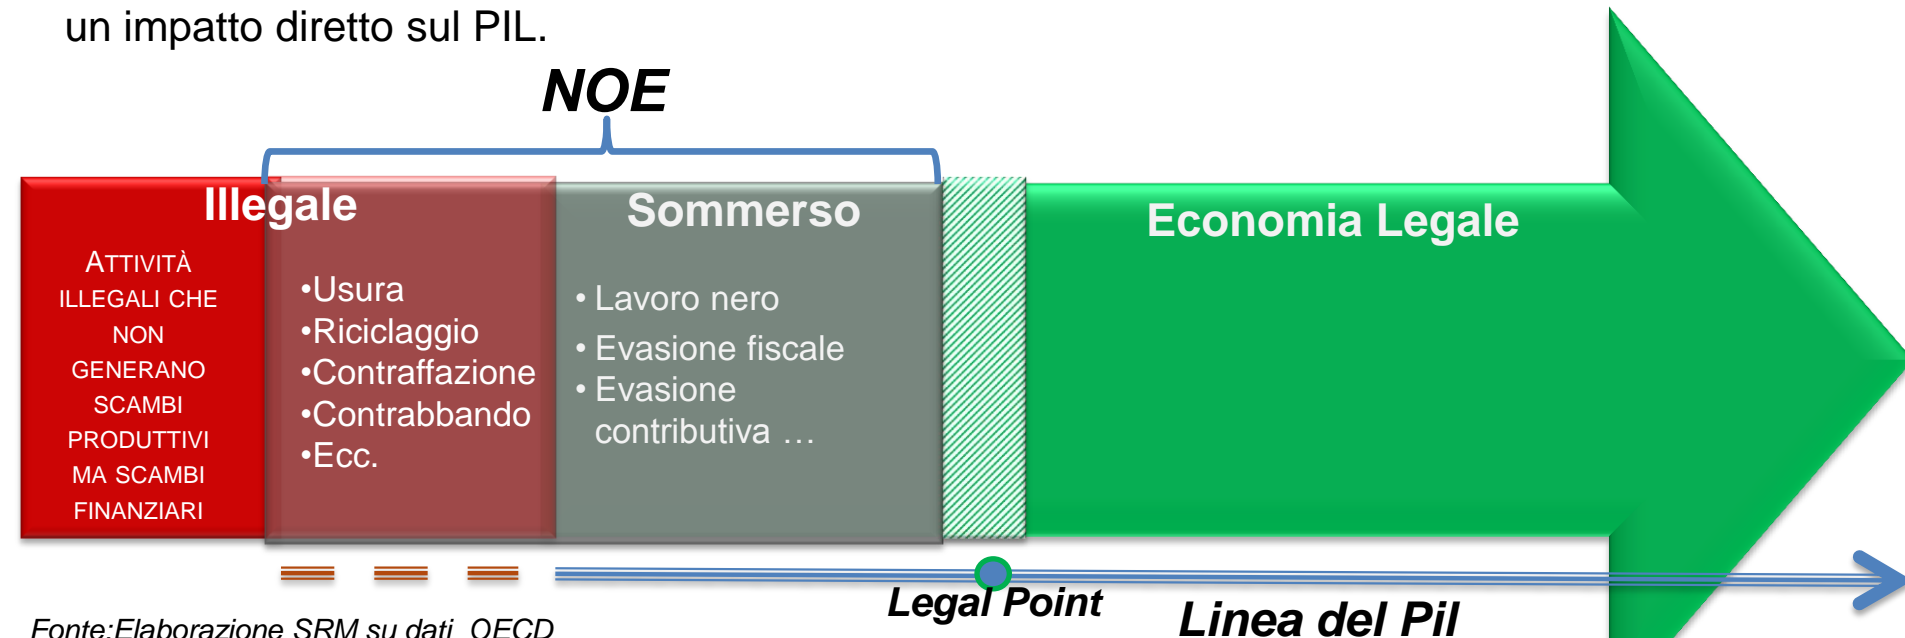 un impatto diretto sul PIL.
NOE
Illegale
ATTIVITÀ
ILLEGALI CHE
NON
GENERANO
SCAMBI
PRODUTTIVI
MA SCAMBI
FINANZIARI
•Usura
•Riciclaggio
•Contraffazione
•Contrabbando
•Ecc.
Sommerso
• Lavoro nero
• Evasione fiscale
• Evasione
contributiva …
Economia Legale
Legal Point
Linea del Pil
Fonte:Elaborazione SRM su dati OECD